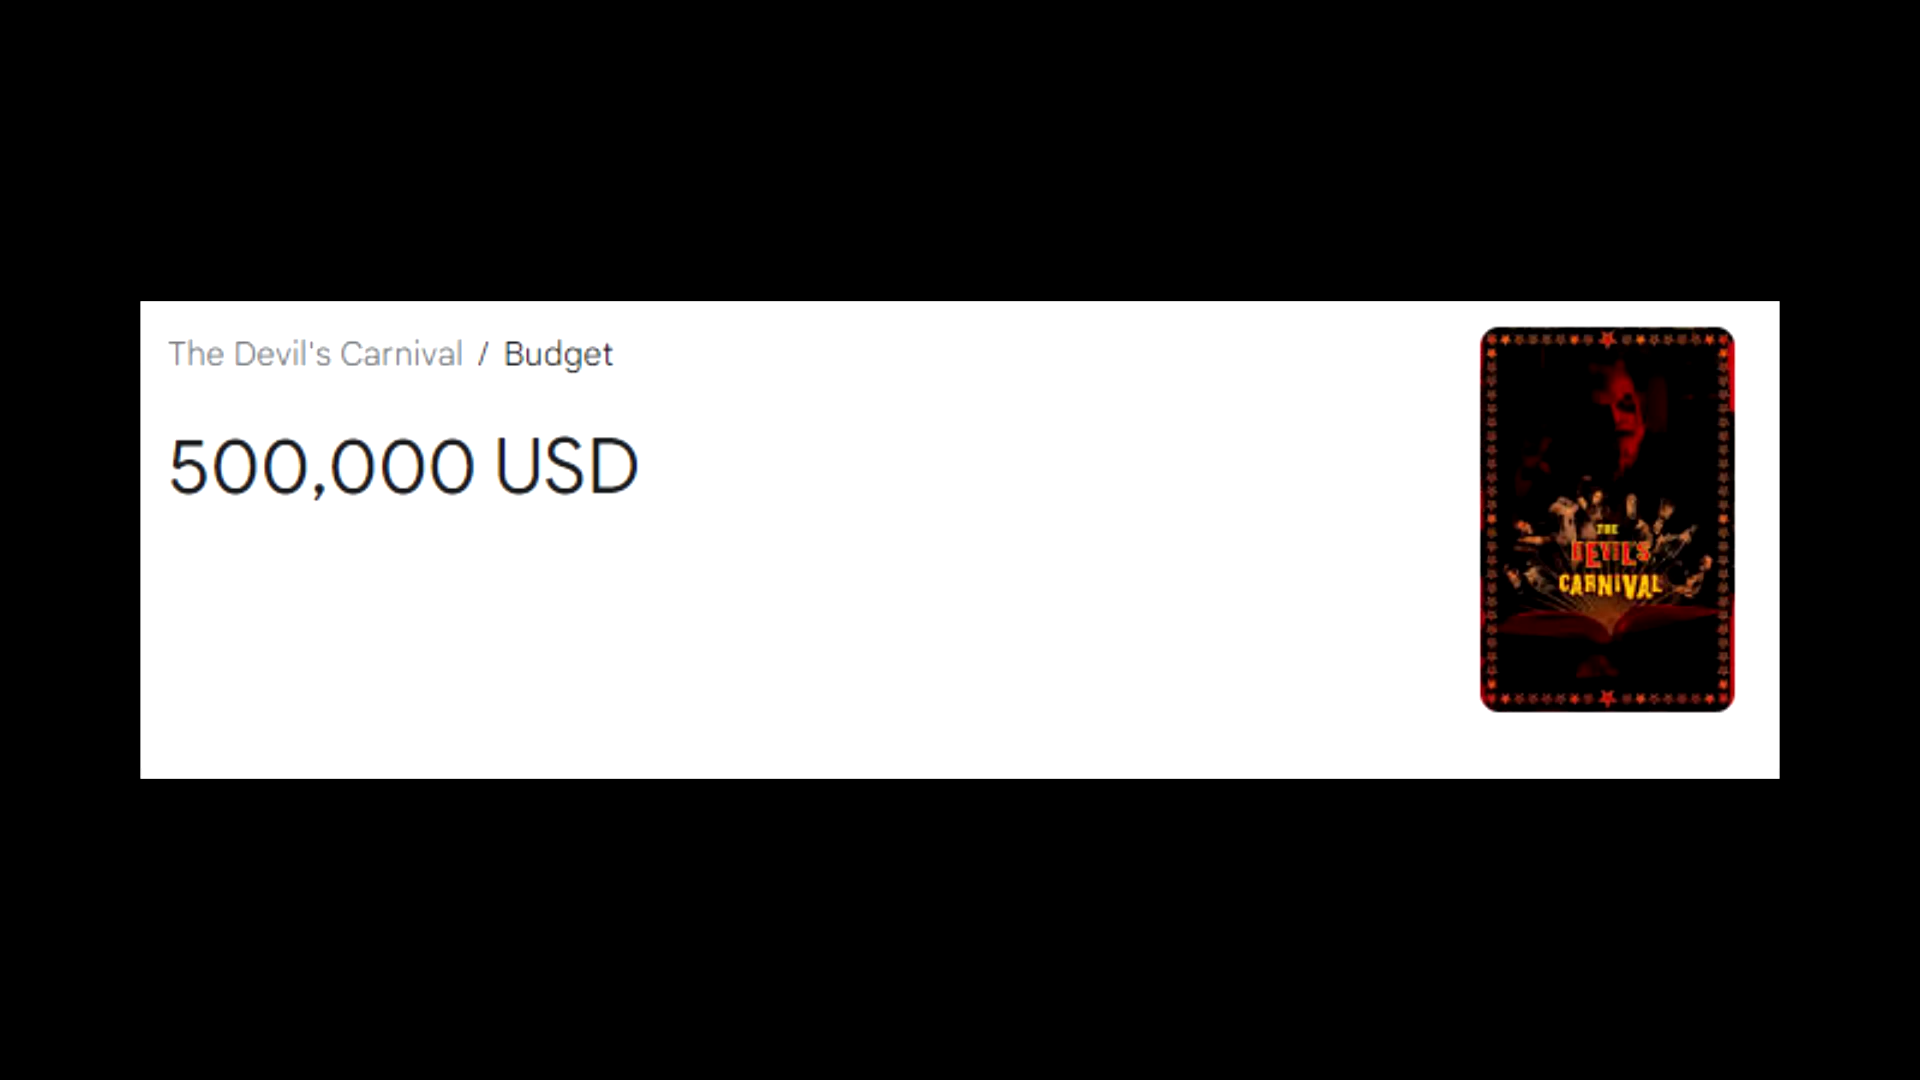 The Devil's Carnival / Budget
500,000 USD
THE
DEVIL'S
CARNIVAL